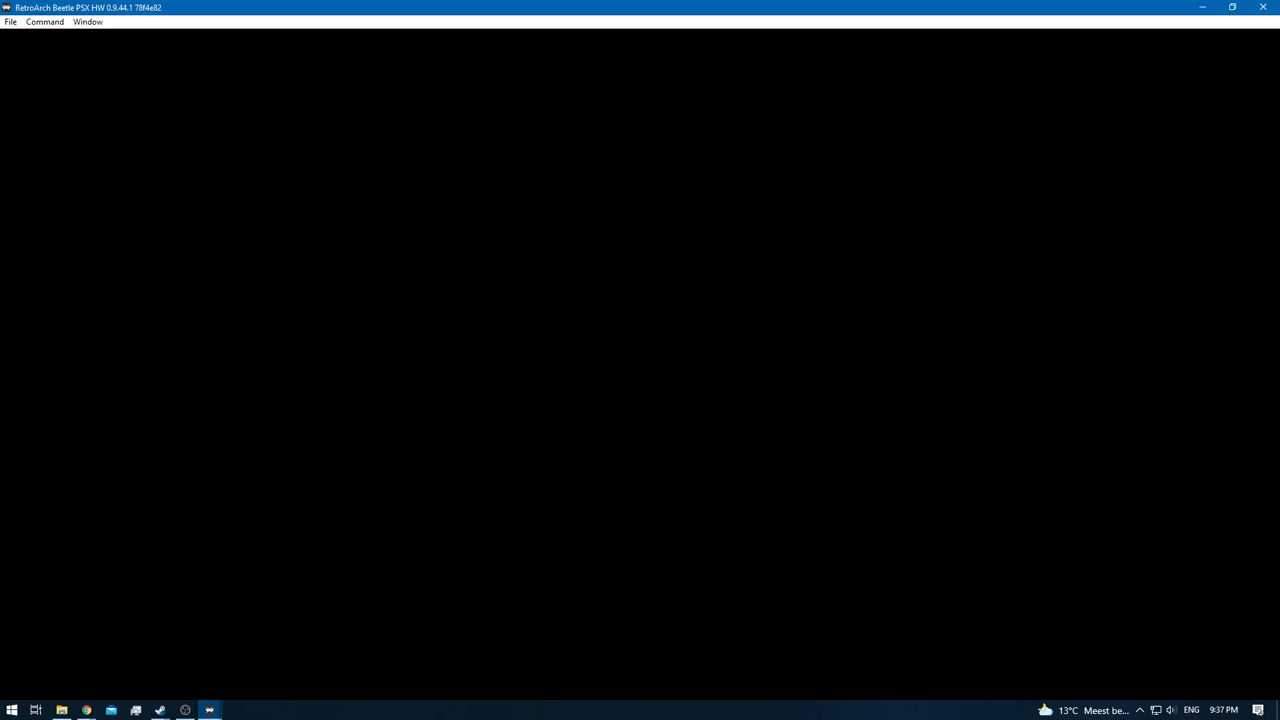 RetroArch Beetle PSX HW 0.9.44.1 78f4e82
File Command Window
13°C Meest be... ENG 9:37 PM